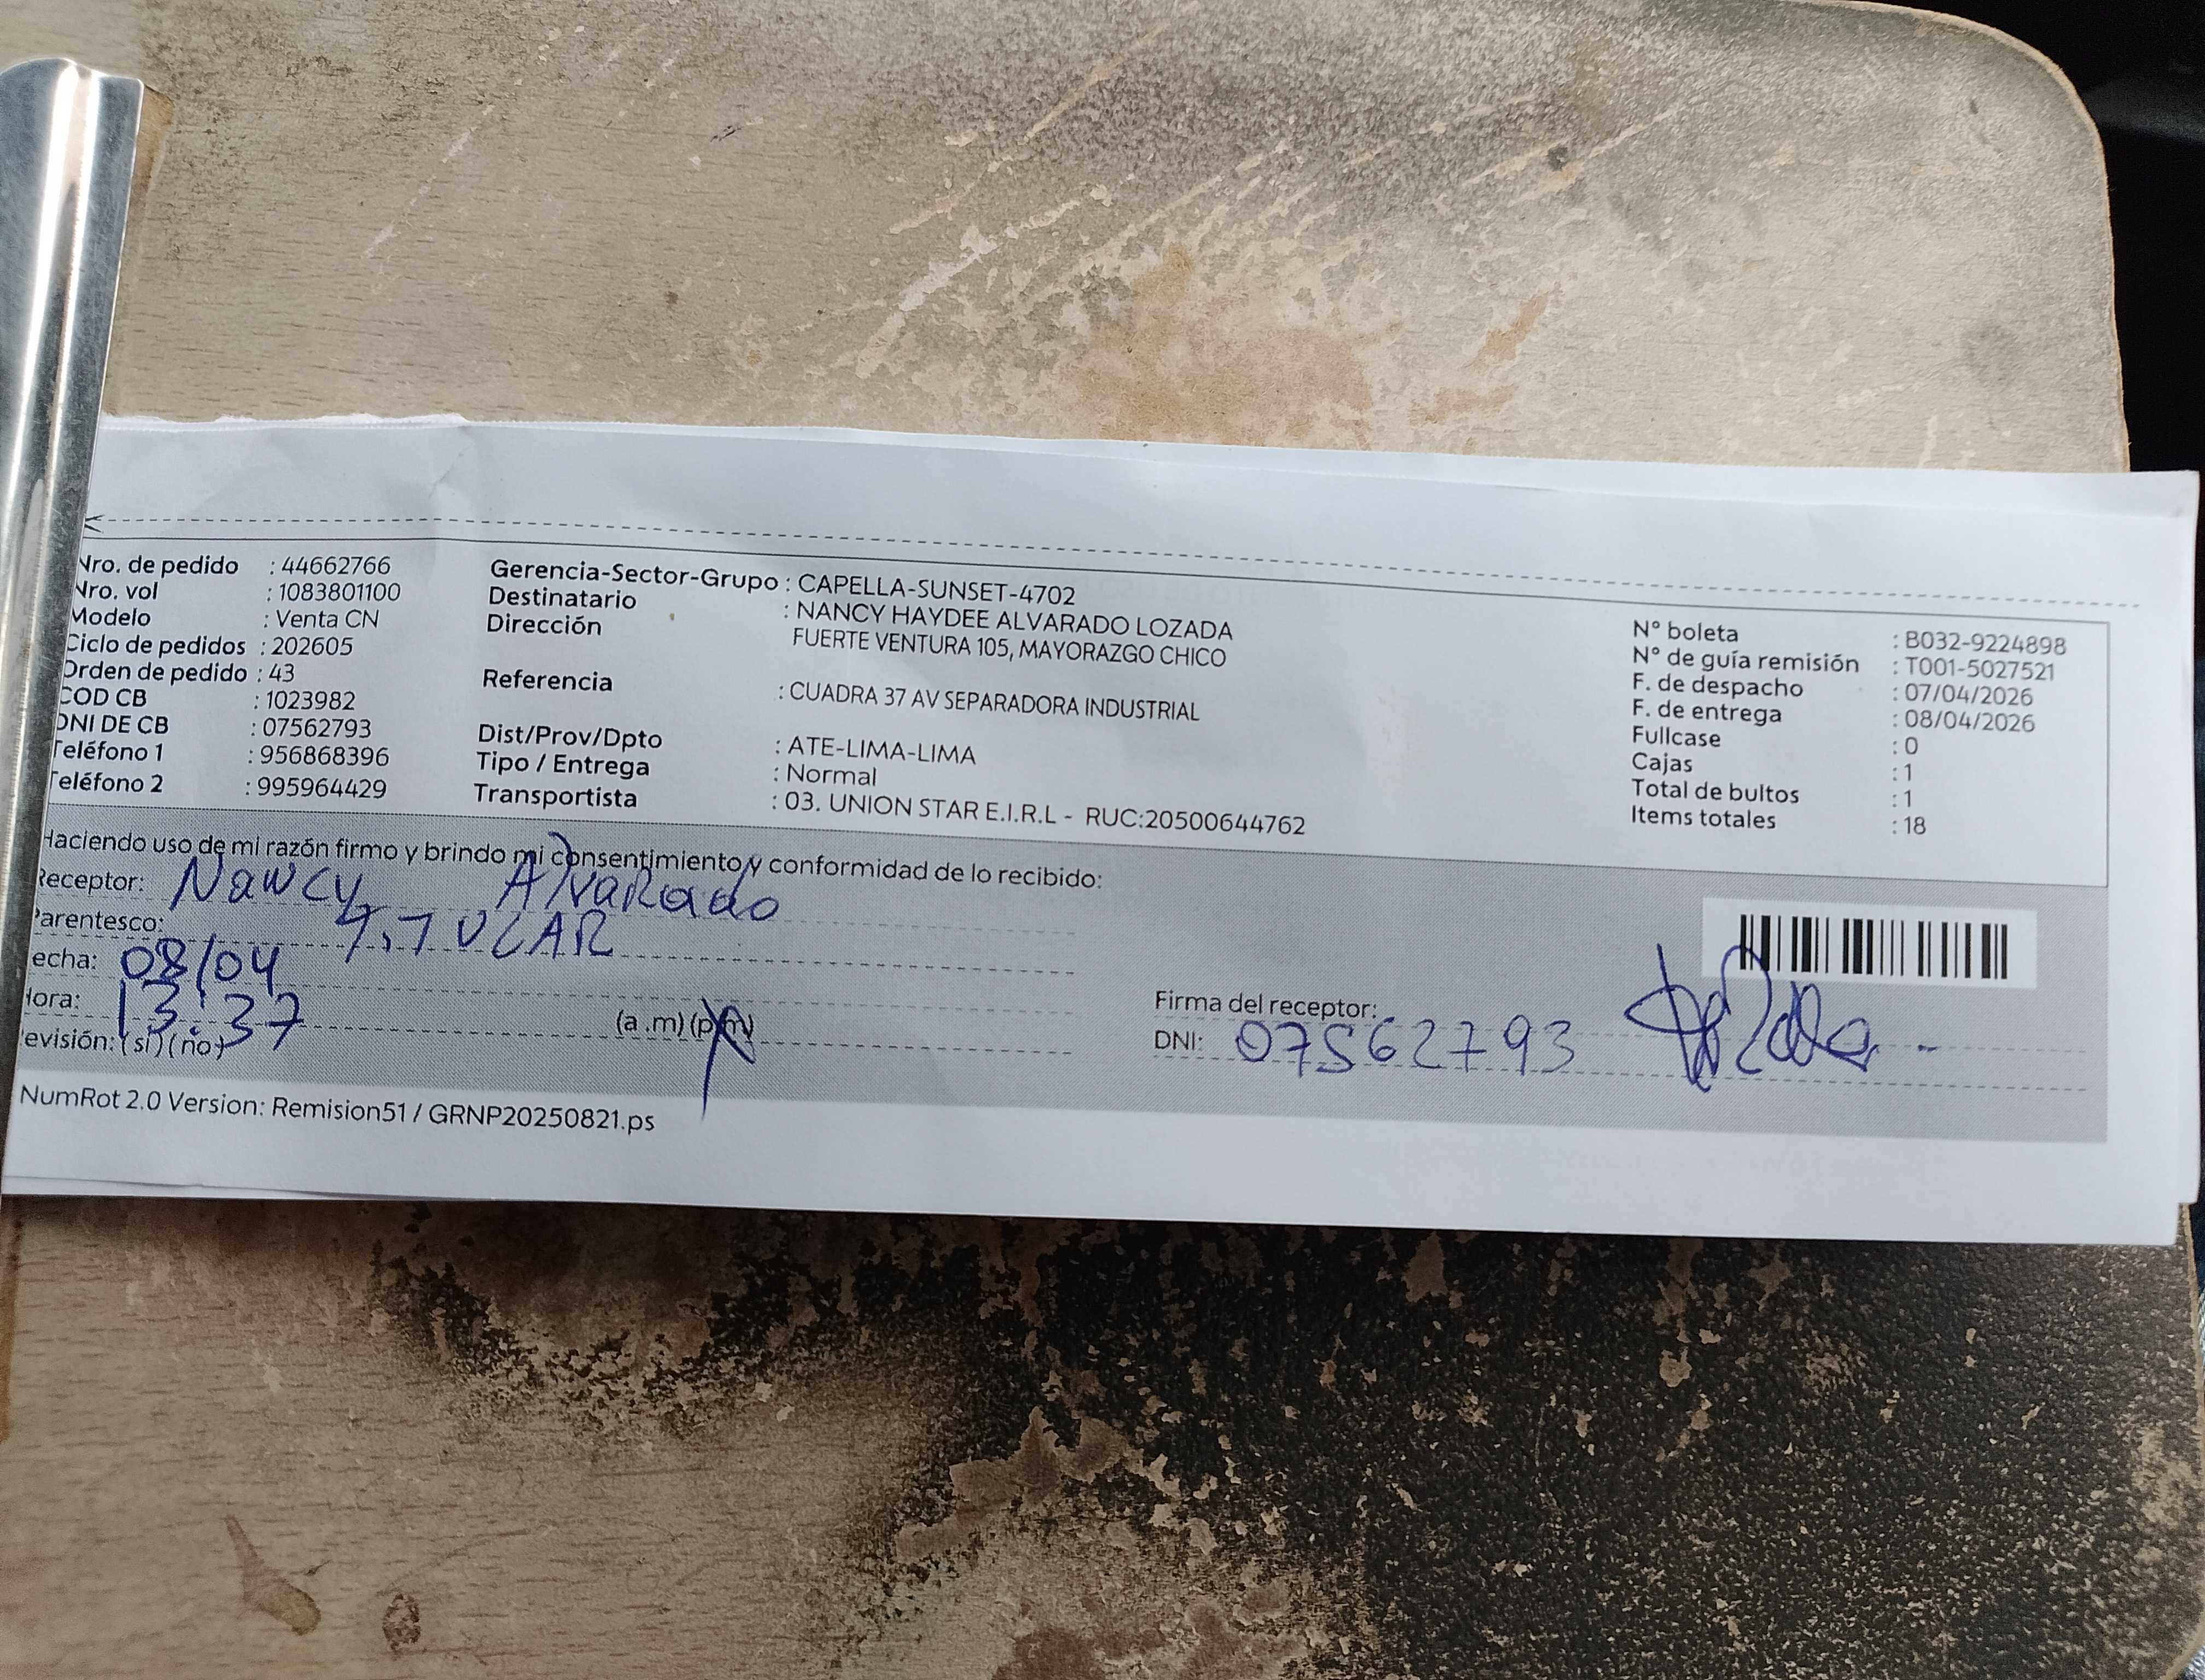 Nro. de pedido : 44662766
Nro. vol : 1083801100
Modelo : Venta CN
Ciclo de pedidos : 202605
Orden de pedido : 43
COD CB : 1023982
DNI DE CB : 07562793
Teléfono 1 : 956868396
Teléfono 2 : 995964429
Gerencia-Sector-Grupo : CAPELLA-SUNSET-4702
Destinatario : NANCY HAYDEE ALVARADO LOZADA
Dirección FUERTE VENTURA 105, MAYORAZGO CHICO
Referencia : CUADRA 37 AV SEPARADORA INDUSTRIAL
Dist/Prov/Dpto : ATE-LIMA-LIMA
Tipo / Entrega : Normal
Transportista : 03. UNION STAR E.I.R.L - RUC:20500644762
N° boleta : B032-9224898
N° de guía remisión : T001-5027521
F. de despacho : 07/04/2026
F. de entrega : 08/04/2026
Fullcase : 0
Cajas : 1
Total de bultos : 1
Items totales : 18
Haciendo uso de mi razón firmo y brindo mi consentimiento y conformidad de lo recibido:
Receptor: Nancy Alvarado
Parentesco: TiTULAR
echa: 08/04
Hora: 13:37 (a .m) (p.m)
evisión: (si) (no)
Firma del receptor:
DNI: 07562793
NumRot 2.0 Version: Remision51 / GRNP20250821.ps